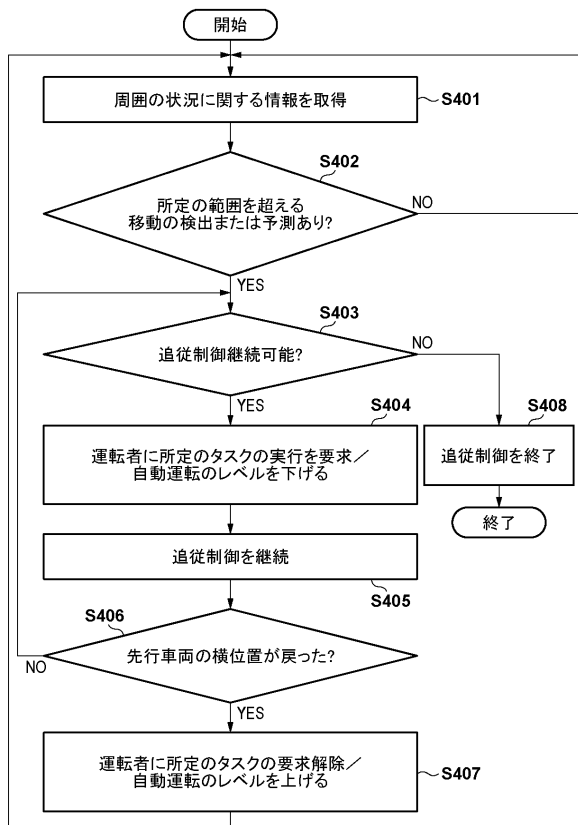 開始
周囲の状況に関する情報を取得
S401
S402
所定の範囲を超える
移動の検出または予測あり?
NO
YES
S403
追従制御継続可能?
NO
YES
S404
運転者に所定のタスクの実行を要求／
自動運転のレベルを下げる
S408
追従制御を終了
終了
追従制御を継続
S405
S406
先行車両の横位置が戻った?
NO
YES
運転者に所定のタスクの要求解除／
自動運転のレベルを上げる
S407